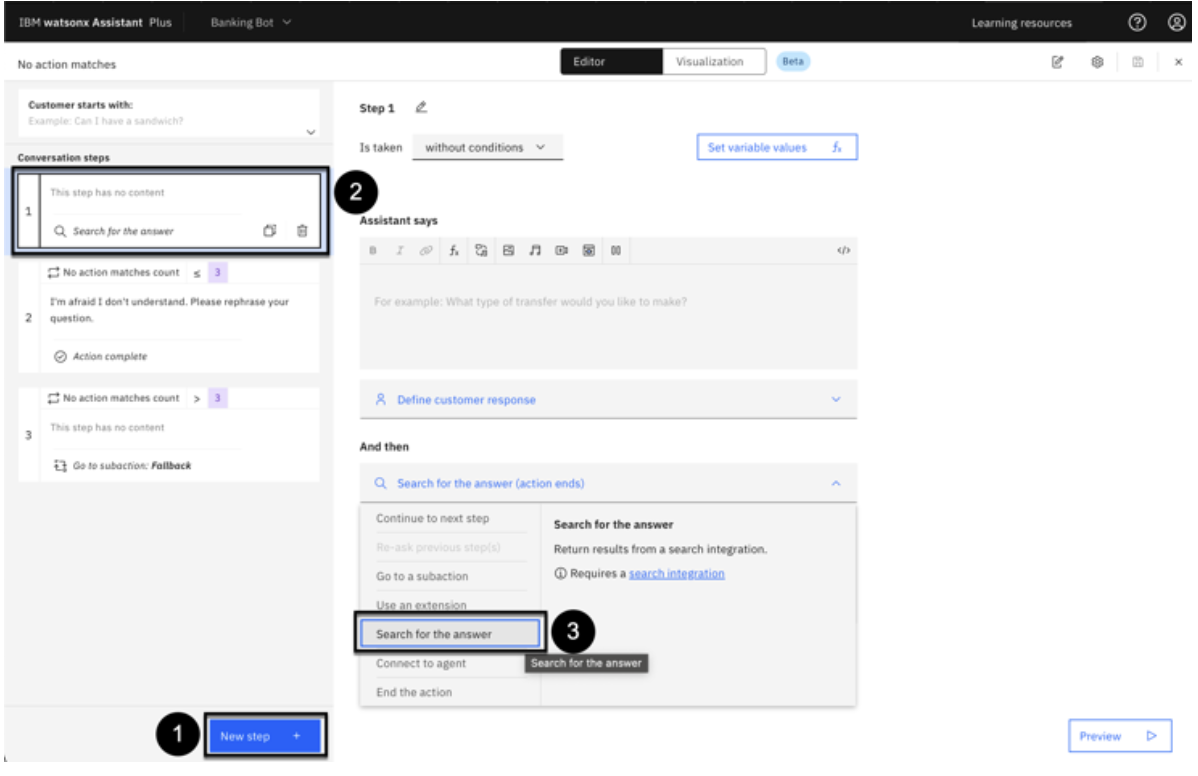 IBM watsonx Assistant Plus
Banking Bot
Learning resources
No action matches
Editor
Visualization
Beta
Customer starts with:
Example: Can I have a sandwich?
Conversation steps
1
This step has no content
Search for the answer
2
No action matches count ≤ 3
2
I'm afraid I don't understand. Please rephrase your
question.
Action complete
No action matches count > 3
3
This step has no content
Go to subaction: Fallback
1
New step +
Step 1
Is taken without conditions
Set variable values fx
Assistant says
B I fx </>
For example: What type of transfer would you like to make?
Define customer response
And then
Search for the answer (action ends)
Continue to next step
Re-ask previous step(s)
Go to a subaction
Use an extension
Search for the answer
3
Connect to agent
End the action
Search for the answer
Return results from a search integration.
Requires a search integration
Search for the answer
Preview